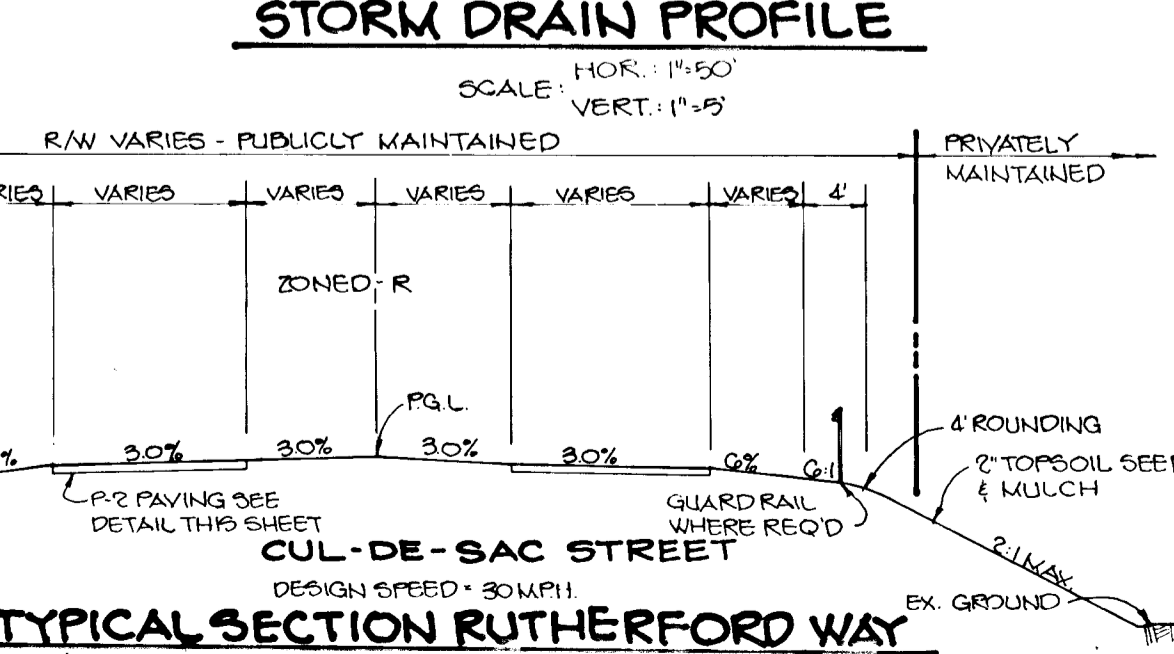 STORM DRAIN PROFILE
SCALE: HOR.: 1"=50'
VERT.: 1"=5'
R/W VARIES - PUBLICLY MAINTAINED
PRIVATELY
MAINTAINED
VARIES VARIES VARIES VARIES VARIES 4'
ZONED - R
P.G.L.
4' ROUNDING
% 3.0% 3.0% 3.0% 3.0% 6% 6:1
2" TOPSOIL SEED
& MULCH
P-2 PAVING SEE
DETAIL THIS SHEET
GUARD RAIL
WHERE REQ'D
CUL-DE-SAC STREET
2:1 MAX.
DESIGN SPEED = 30 M.P.H.
EX. GROUND
TYPICAL SECTION RUTHERFORD WAY